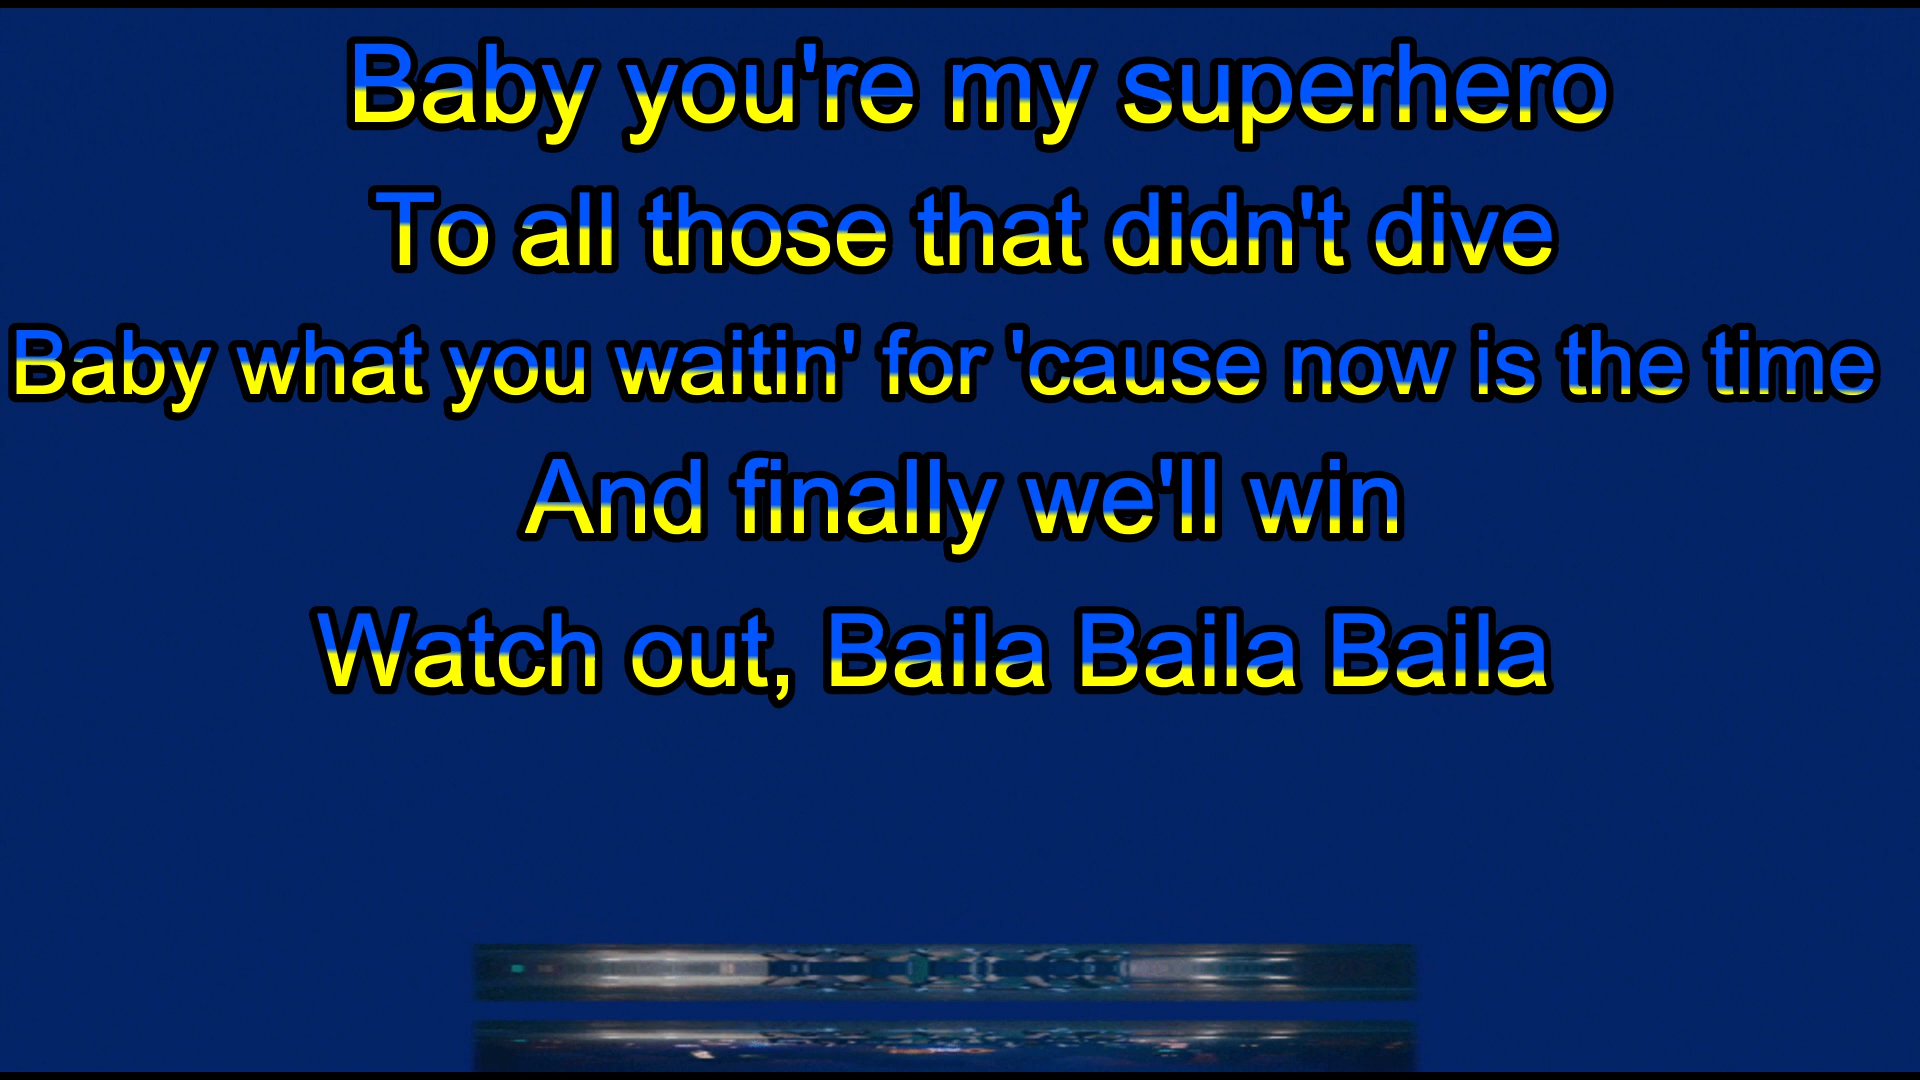 Baby you're my superhero
To all those that didn't dive
Baby what you waitin' for 'cause now is the time
And finally we'll win
Watch out, Baila Baila Baila